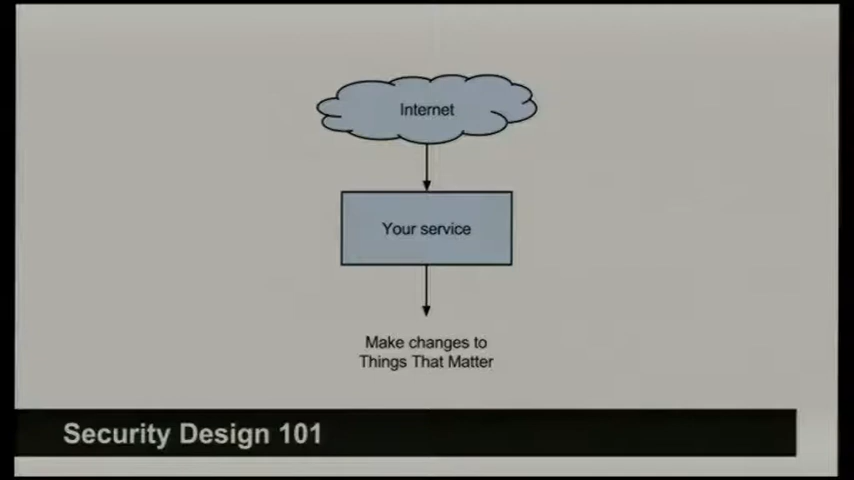 Internet
Your service
Make changes to
Things That Matter
Security Design 101